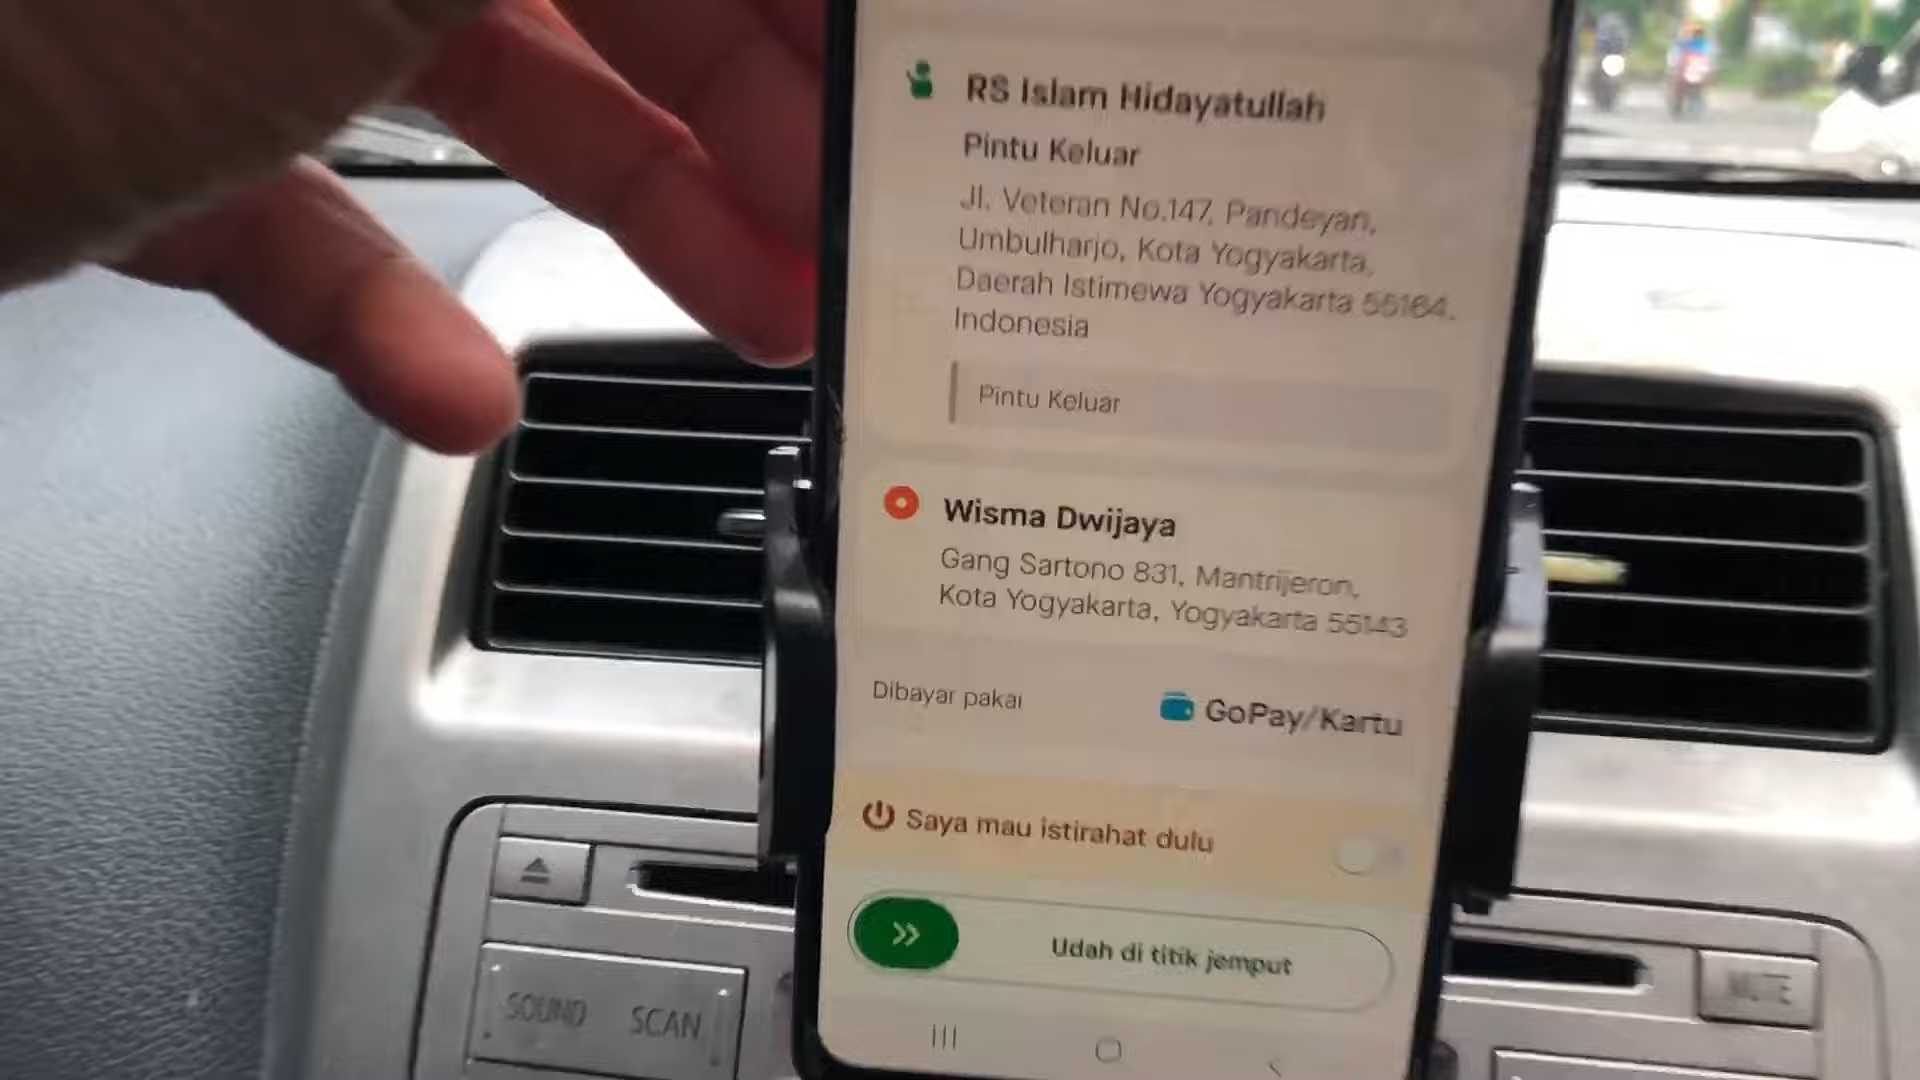 RS Islam Hidayatullah
Pintu Keluar
Jl. Veteran No.147, Pandeyan,
Umbulharjo, Kota Yogyakarta,
Daerah Istimewa Yogyakarta 55164,
Indonesia
Pintu Keluar
Wisma Dwijaya
Gang Sartono 831, Mantrijeron,
Kota Yogyakarta, Yogyakarta 55143
Dibayar pakai
GoPay/Kartu
Saya mau istirahat dulu
Udah di titik jemput
SOUND
SCAN
MUTE